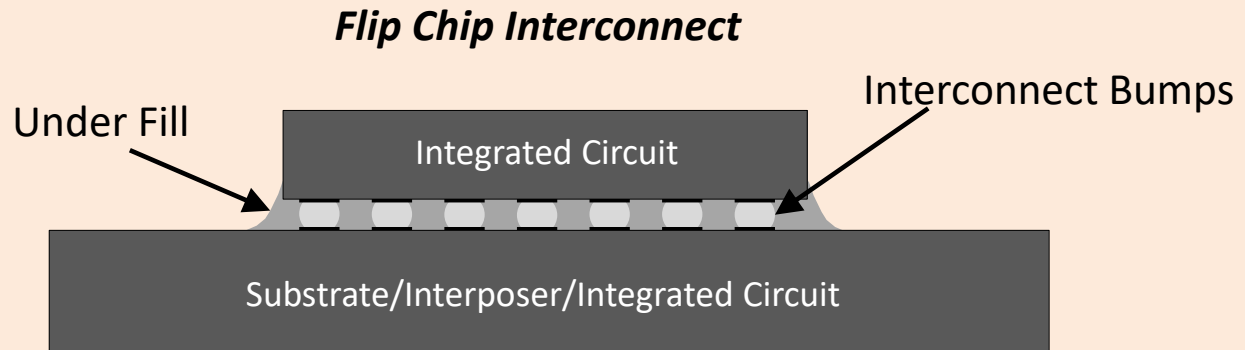 Flip Chip Interconnect
Interconnect Bumps
Under Fill
Integrated Circuit
Substrate/Interposer/Integrated Circuit